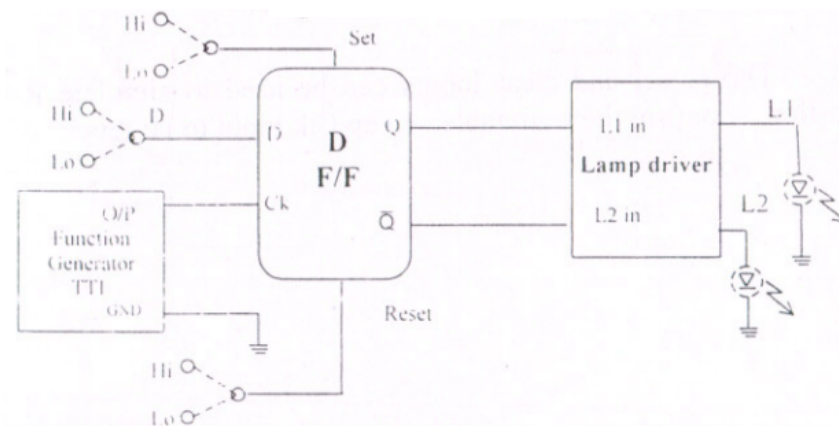 Hi
Set
Lo
Hi
D
Lo
D
Q
D
F/F
Ck
Q̅
O/P
Function
Generator
TTI
GND
L1 in
Lamp driver
L2 in
L1
L2
Reset
Hi
Lo